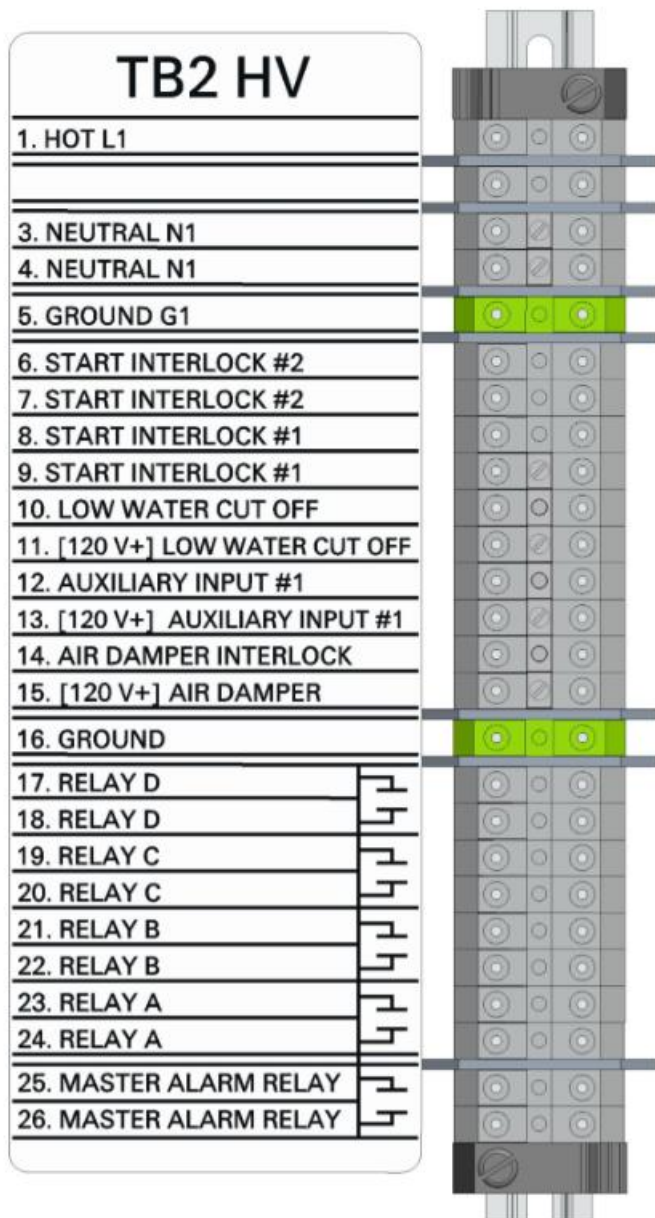 TB2 HV
1. HOT L1
3. NEUTRAL N1
4. NEUTRAL N1
5. GROUND G1
6. START INTERLOCK #2
7. START INTERLOCK #2
8. START INTERLOCK #1
9. START INTERLOCK #1
10. LOW WATER CUT OFF
11. [120 V+] LOW WATER CUT OFF
12. AUXILIARY INPUT #1
13. [120 V+] AUXILIARY INPUT #1
14. AIR DAMPER INTERLOCK
15. [120 V+] AIR DAMPER
16. GROUND
17. RELAY D
18. RELAY D
19. RELAY C
20. RELAY C
21. RELAY B
22. RELAY B
23. RELAY A
24. RELAY A
25. MASTER ALARM RELAY
26. MASTER ALARM RELAY